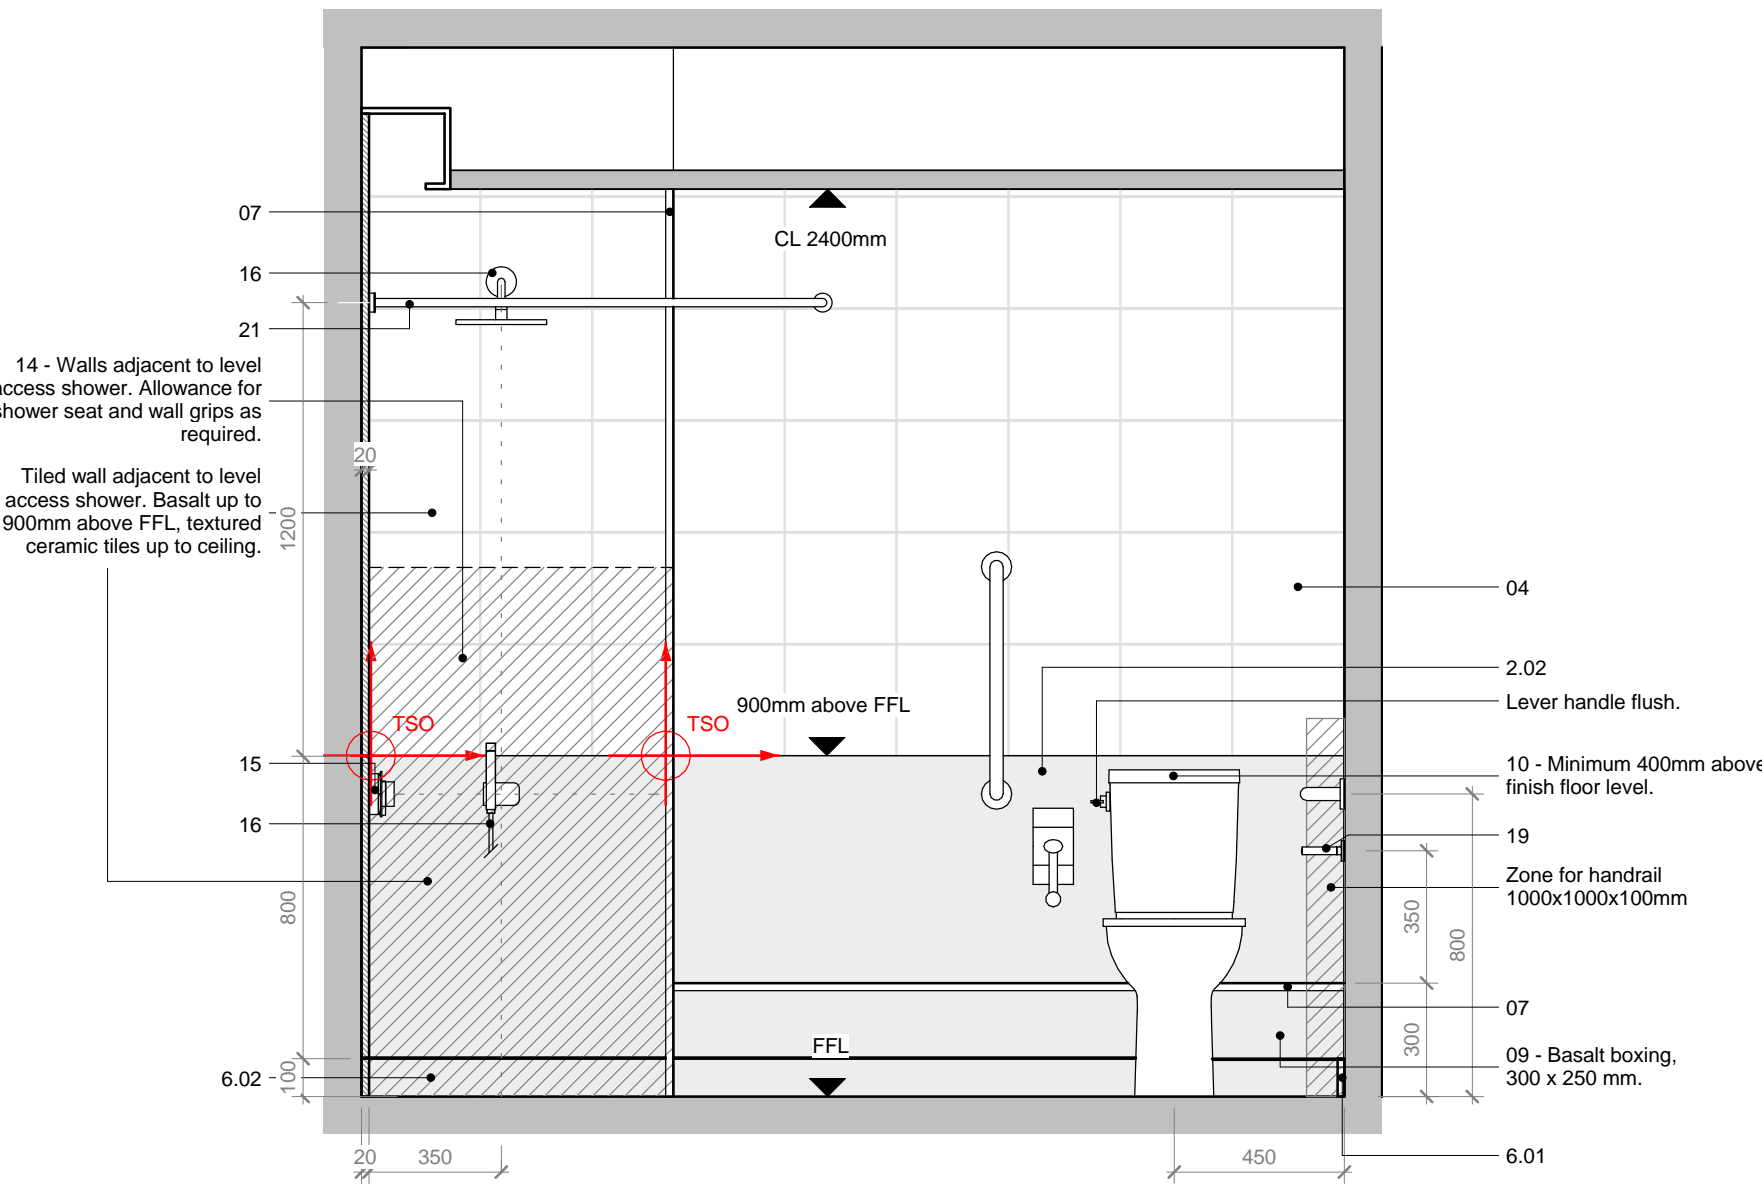 CL 2400mm
07
16
21
14 - Walls adjacent to level
access shower. Allowance for
shower seat and wall grips as
required.
20
Tiled wall adjacent to level
access shower. Basalt up to
900mm above FFL, textured
ceramic tiles up to ceiling.
1200
04
2.02
900mm above FFL
Lever handle flush.
TSO
TSO
15
10 - Minimum 400mm above
finish floor level.
16
19
Zone for handrail
1000x1000x100mm
800
350
800
07
300
FFL
09 - Basalt boxing,
300 x 250 mm.
6.02
100
20
350
450
6.01